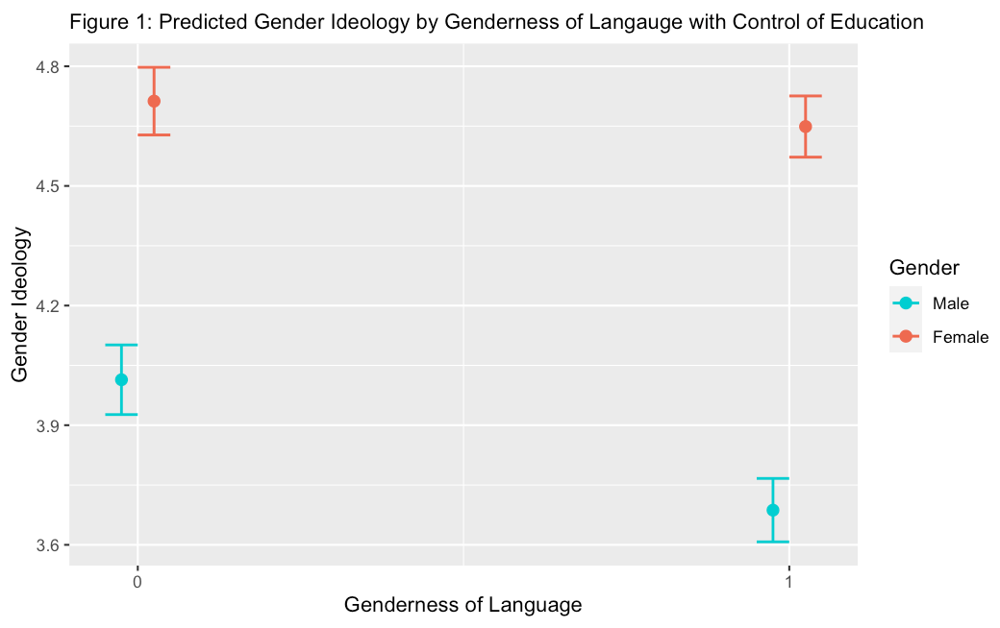 Figure 1: Predicted Gender Ideology by Genderness of Langauge with Control of Education
4.8
4.5
4.2
3.9
3.6
Gender Ideology
0
1
Genderness of Language
Gender
Male
Female